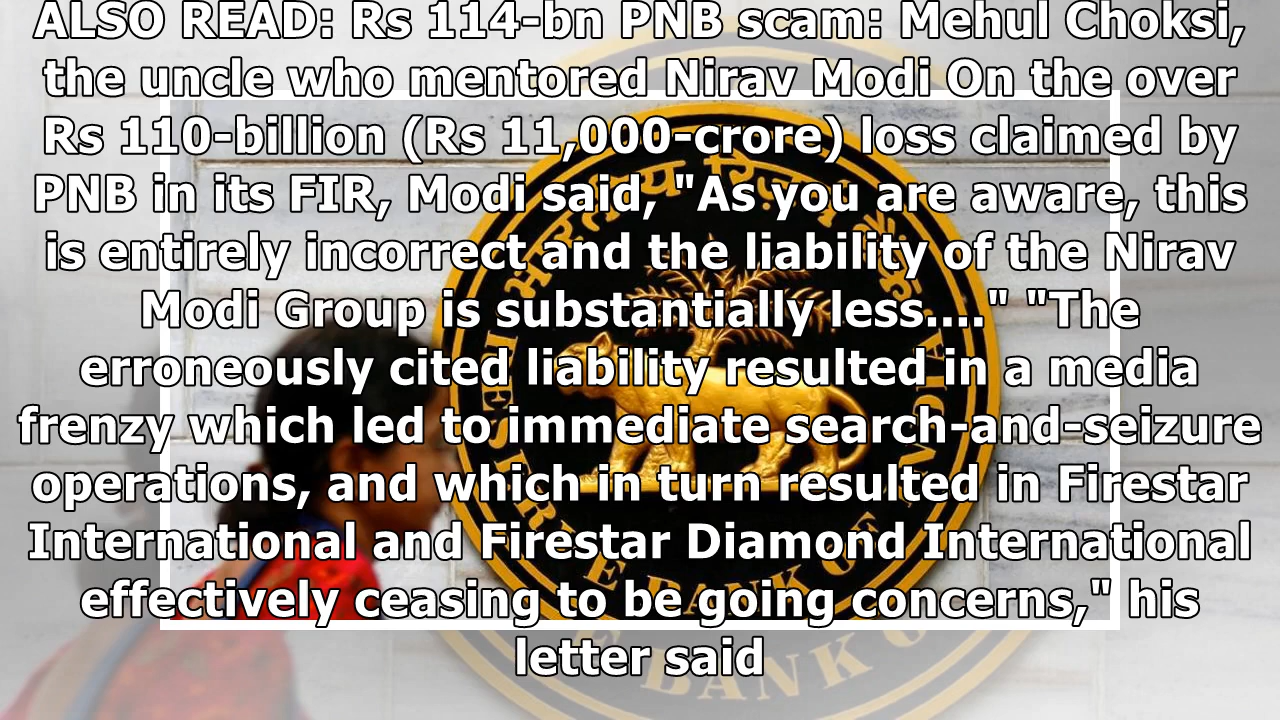 ALSO READ: Rs 114-bn PNB scam: Mehul Choksi,
the uncle who mentored Nirav Modi On the over
Rs 110-billion (Rs 11,000-crore) loss claimed by
PNB in its FIR, Modi said, "As you are aware, this
is entirely incorrect and the liability of the Nirav
Modi Group is substantially less...." "The
erroneously cited liability resulted in a media
frenzy which led to immediate search-and-seizure
operations, and which in turn resulted in Firestar
International and Firestar Diamond International
effectively ceasing to be going concerns," his
letter said
भारतीय रिज़र्व बैंक
BANK OF